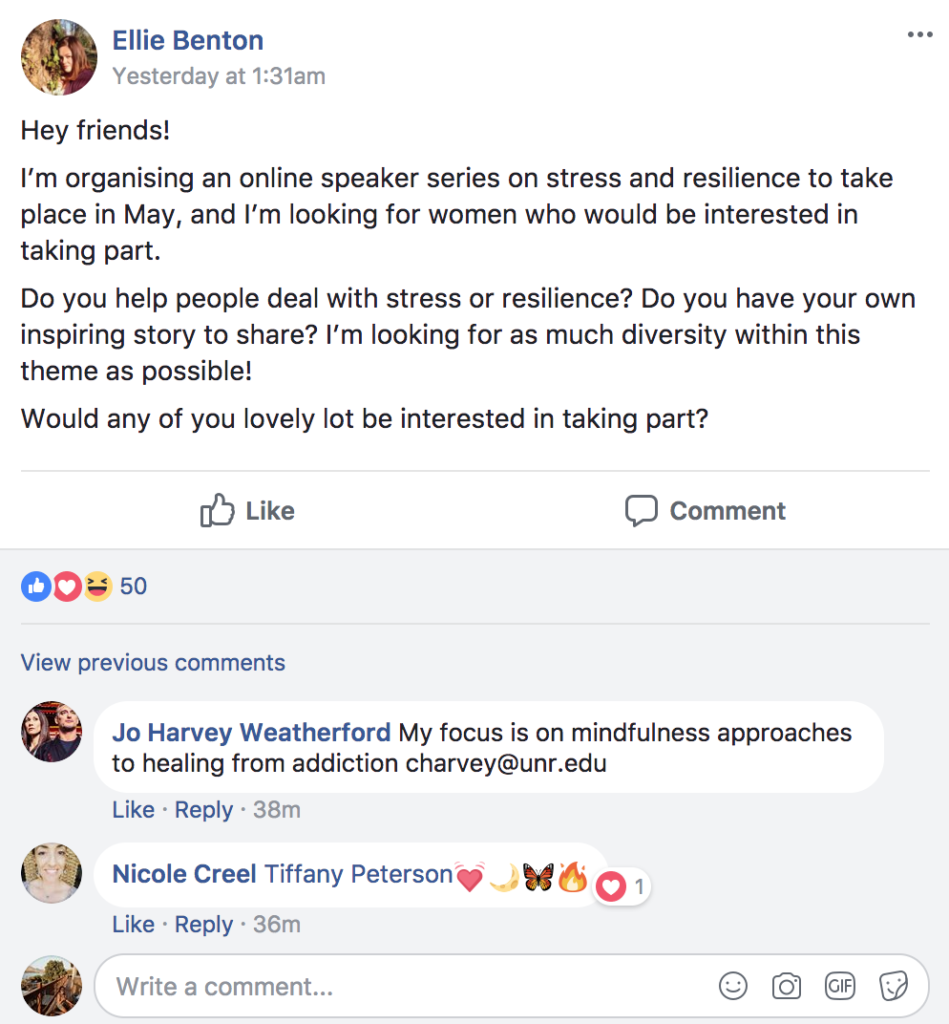 Ellie Benton
Yesterday at 1:31am
Hey friends!
I’m organising an online speaker series on stress and resilience to take
place in May, and I’m looking for women who would be interested in
taking part.
Do you help people deal with stress or resilience? Do you have your own
inspiring story to share? I’m looking for as much diversity within this
theme as possible!
Would any of you lovely lot be interested in taking part?
Like Comment
50
View previous comments
Jo Harvey Weatherford My focus is on mindfulness approaches
to healing from addiction charvey@unr.edu
Like · Reply · 38m
Nicole Creel Tiffany Peterson💓🌙🦋🔥 1
Like · Reply · 36m
Write a comment... GIF